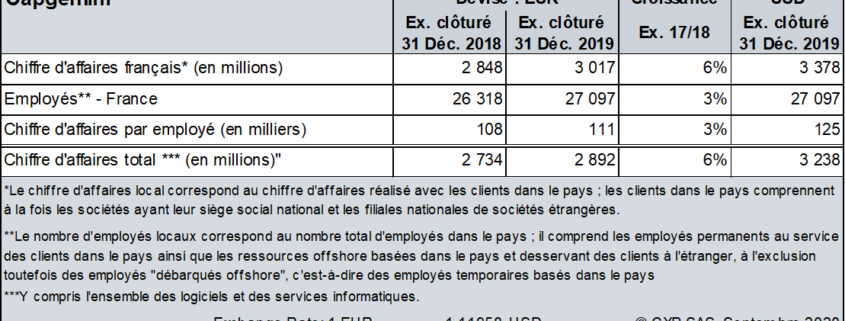 Capgemini Devise : EUR Croissance USD
Ex. clôturé Ex. clôturé Ex. 17/18 Ex. clôturé
31 Déc. 2018 31 Déc. 2019 31 Déc. 2019
Chiffre d'affaires français* (en millions) 2 848 3 017 6% 3 378
Employés** - France 26 318 27 097 3% 27 097
Chiffre d'affaires par employé (en milliers) 108 111 3% 125
Chiffre d'affaires total *** (en millions)" 2 734 2 892 6% 3 238
*Le chiffre d'affaires local correspond au chiffre d'affaires réalisé avec les clients dans le pays ; les clients dans le pays comprennent
à la fois les sociétés ayant leur siège social national et les filiales nationales de sociétés étrangères.
**Le nombre d'employés locaux correspond au nombre total d'employés dans le pays ; il comprend les employés permanents au service
des clients dans le pays ainsi que les ressources offshore basées dans le pays et desservant des clients à l'étranger, à l'exclusion
toutefois des employés "débarqués offshore", c'est-à-dire des employés temporaires basés dans le pays
***Y compris l'ensemble des logiciels et des services informatiques.
Exchange Rate: 1 EUR USD SAS, Septembre 2020